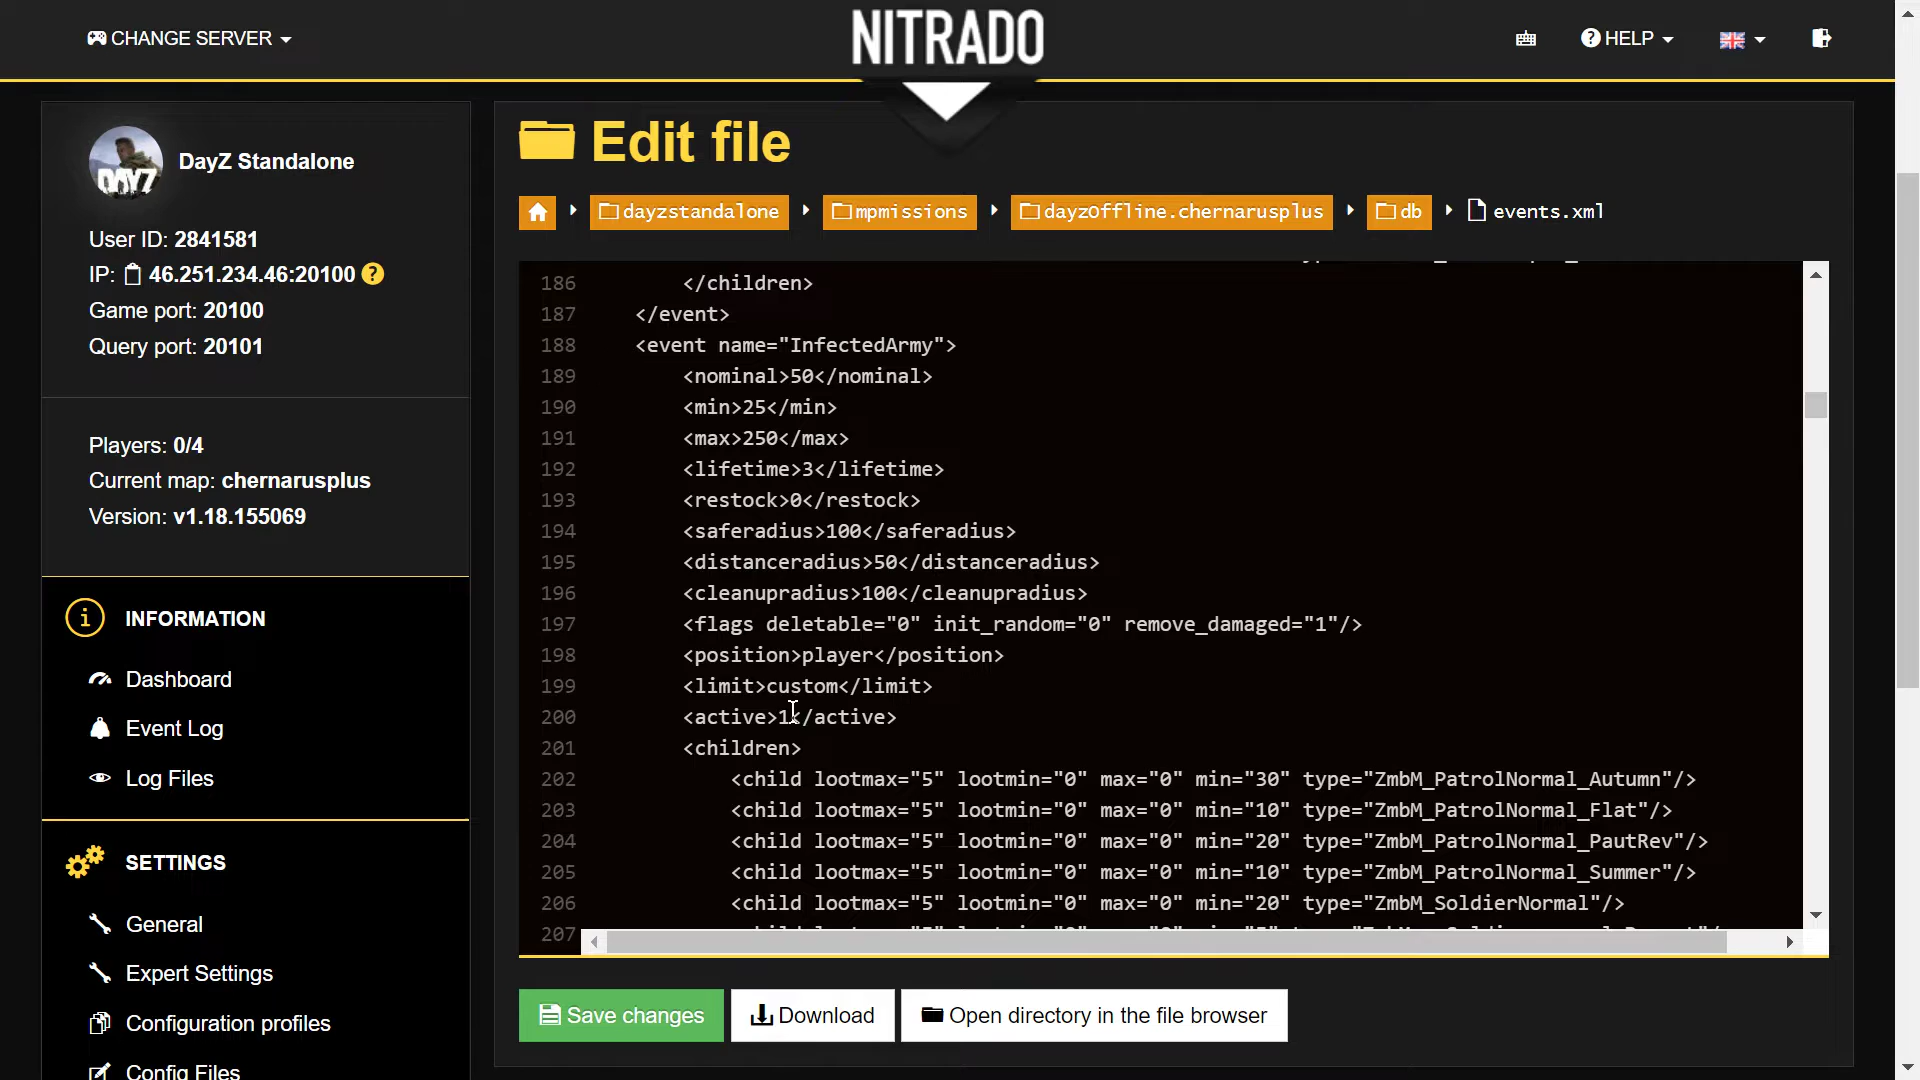 CHANGE SERVER
NITRADO
HELP
DayZ Standalone
DAYZ
User ID: 2841581
IP: 46.251.234.46:20100 ?
Game port: 20100
Query port: 20101
Players: 0/4
Current map: chernarusplus
Version: v1.18.155069
INFORMATION
Dashboard
Event Log
Log Files
SETTINGS
General
Expert Settings
Configuration profiles
Config Files
Edit file
dayzstandalone
mpmissions
dayzOffline.chernarusplus
db
events.xml
186 </children>
187 </event>
188 <event name="InfectedArmy">
189 <nominal>50</nominal>
190 <min>25</min>
191 <max>250</max>
192 <lifetime>3</lifetime>
193 <restock>0</restock>
194 <saferadius>100</saferadius>
195 <distanceradius>50</distanceradius>
196 <cleanupradius>100</cleanupradius>
197 <flags deletable="0" init_random="0" remove_damaged="1"/>
198 <position>player</position>
199 <limit>custom</limit>
200 <active>1</active>
201 <children>
202 <child lootmax="5" lootmin="0" max="0" min="30" type="ZmbM_PatrolNormal_Autumn"/>
203 <child lootmax="5" lootmin="0" max="0" min="10" type="ZmbM_PatrolNormal_Flat"/>
204 <child lootmax="5" lootmin="0" max="0" min="20" type="ZmbM_PatrolNormal_PautRev"/>
205 <child lootmax="5" lootmin="0" max="0" min="10" type="ZmbM_PatrolNormal_Summer"/>
206 <child lootmax="5" lootmin="0" max="0" min="20" type="ZmbM_SoldierNormal"/>
207
Save changes
Download
Open directory in the file browser